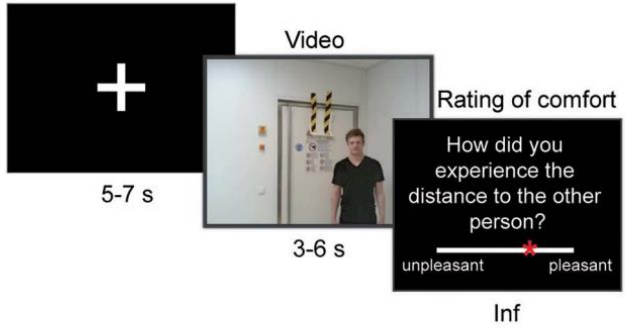 Video
Rating of comfort
How did you
experience the
distance to the other
person?
unpleasant pleasant
5-7 s
3-6 s
Inf